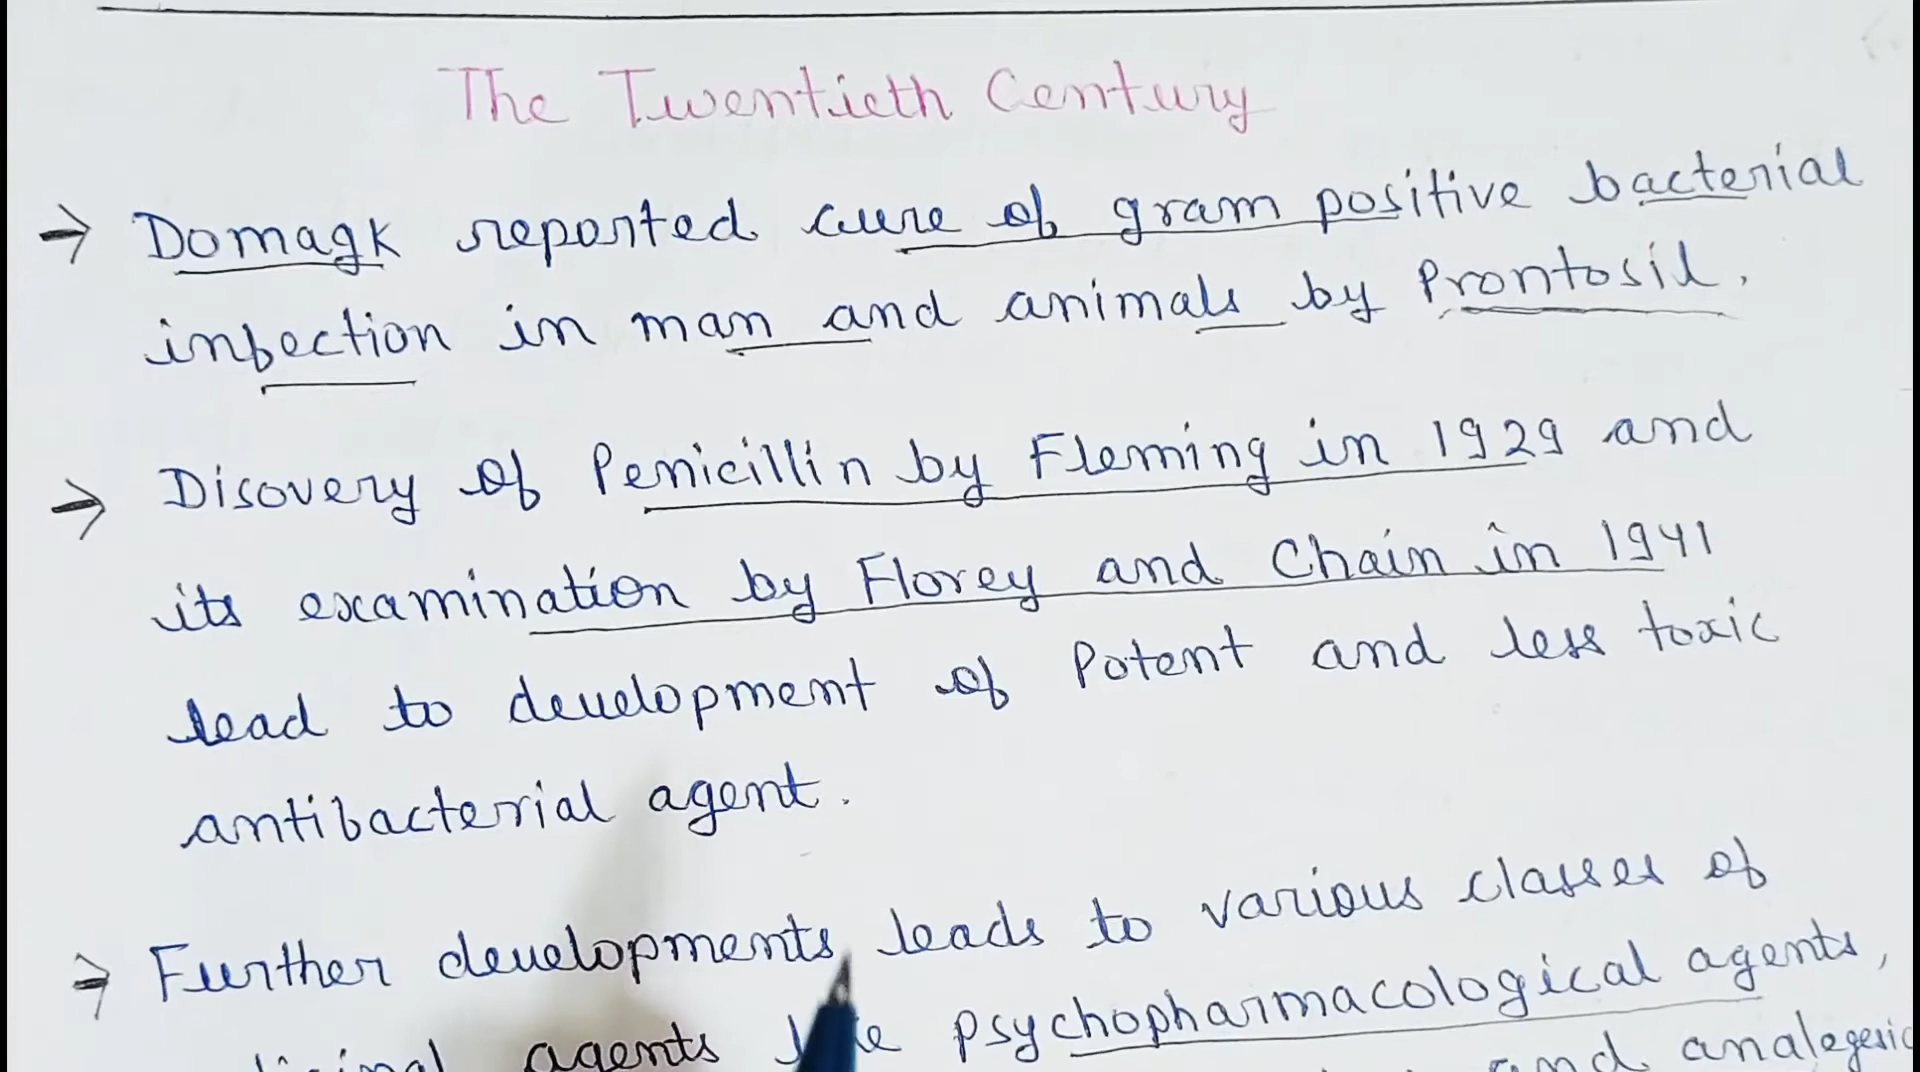 The Twentieth Century
→ Domagk reported cure of gram positive bacterial
infection in man and animals by Prontosil.
→ Disovery of Penicillin by Fleming in 1929 and
its examination by Florey and Chain in 1941
lead to development of Potent and less toxic
antibacterial agent.
→ Further developments leads to various classes of
agents psychopharmacological agents,
and analegesic